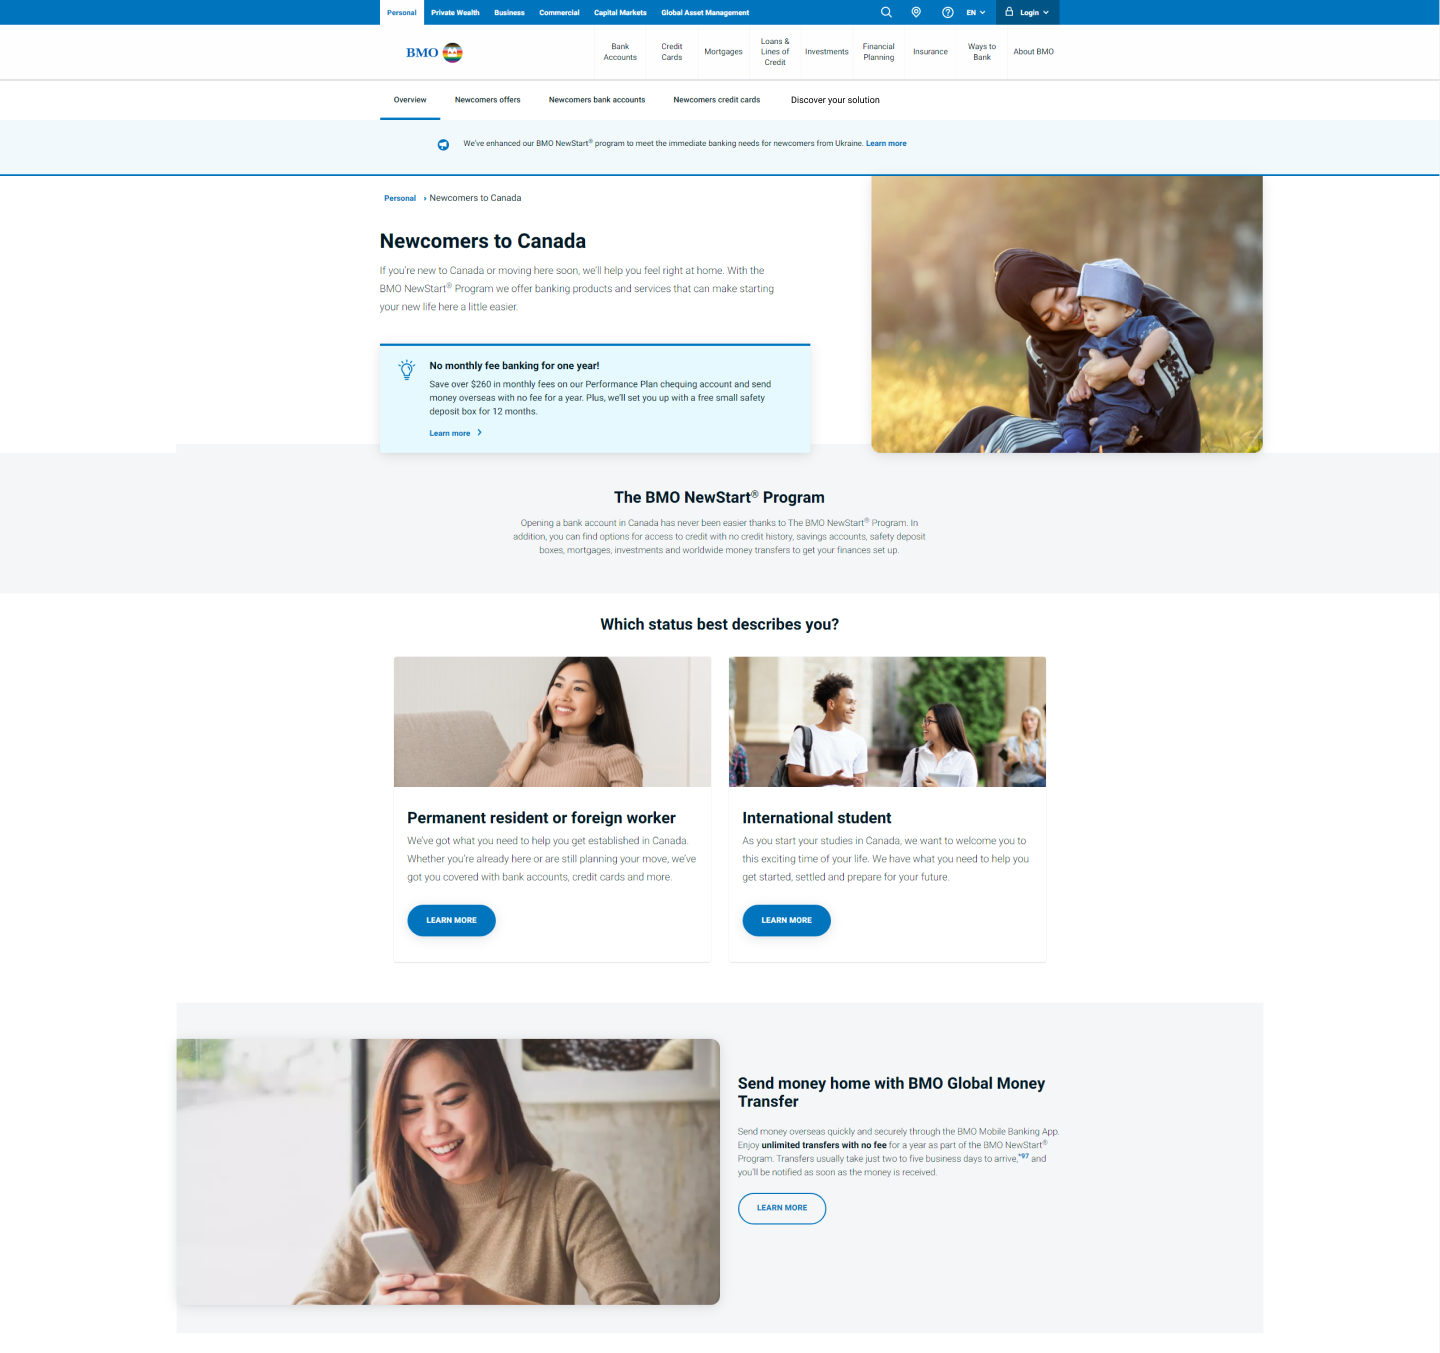 Personal Private Wealth Business Commercial Capital Markets Global Asset Management EN Login
BMO
Bank Accounts
Credit Cards
Mortgages
Loans & Lines of Credit
Investments
Financial Planning
Insurance
Ways to Bank
About BMO
Overview Newcomers offers Newcomers bank accounts Newcomers credit cards Discover your solution
We've enhanced our BMO NewStart® program to meet the immediate banking needs for newcomers from Ukraine. Learn more
Personal › Newcomers to Canada
Newcomers to Canada
If you're new to Canada or moving here soon, we'll help you feel right at home. With the
BMO NewStart® Program we offer banking products and services that can make starting
your new life here a little easier.
No monthly fee banking for one year!
Save over $260 in monthly fees on our Performance Plan chequing account and send
money overseas with no fee for a year. Plus, we'll set you up with a free small safety
deposit box for 12 months.
Learn more
The BMO NewStart® Program
Opening a bank account in Canada has never been easier thanks to The BMO NewStart® Program. In
addition, you can find options for access to credit with no credit history, savings accounts, safety deposit
boxes, mortgages, investments and worldwide money transfers to get your finances set up.
Which status best describes you?
Permanent resident or foreign worker
We've got what you need to help you get established in Canada.
Whether you're already here or are still planning your move, we've
got you covered with bank accounts, credit cards and more.
LEARN MORE
International student
As you start your studies in Canada, we want to welcome you to
this exciting time of your life. We have what you need to help you
get started, settled and prepare for your future.
LEARN MORE
Send money home with BMO Global Money
Transfer
Send money overseas quickly and securely through the BMO Mobile Banking App.
Enjoy unlimited transfers with no fee for a year as part of the BMO NewStart®
Program. Transfers usually take just two to five business days to arrive,*97 and
you'll be notified as soon as the money is received.
LEARN MORE